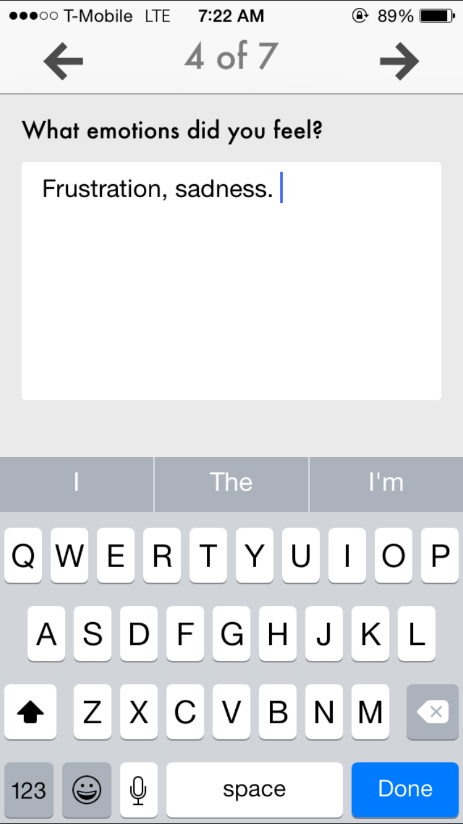 T-Mobile LTE 7:22 AM 89%
4 of 7
What emotions did you feel?
Frustration, sadness.
I The I'm
Q W E R T Y U I O P
A S D F G H J K L
Z X C V B N M
123 space Done